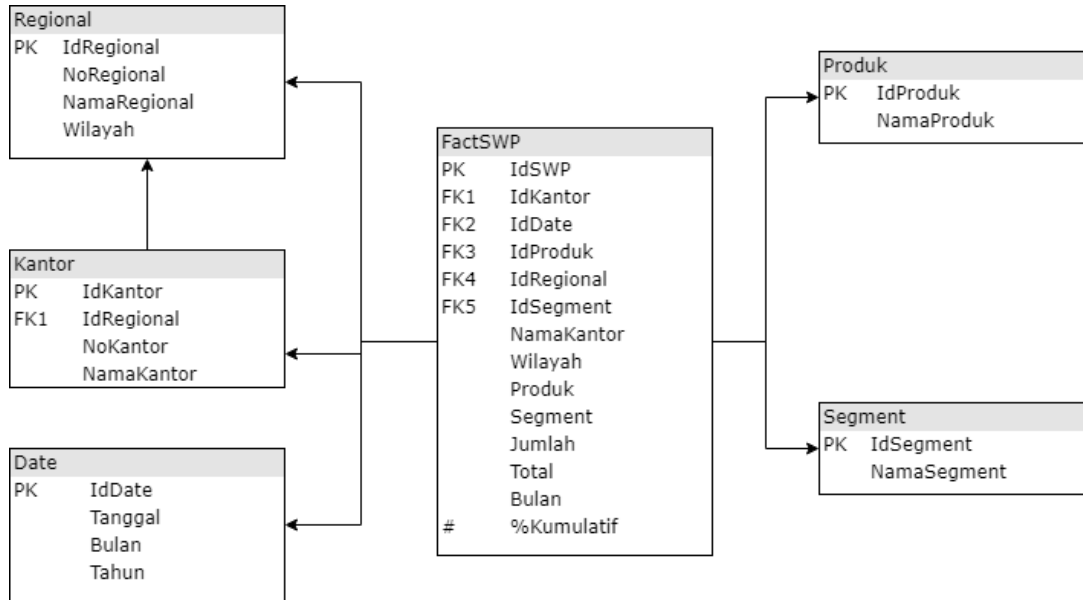 Regional
PK IdRegional
NoRegional
NamaRegional
Wilayah
Kantor
PK IdKantor
FK1 IdRegional
NoKantor
NamaKantor
Date
PK IdDate
Tanggal
Bulan
Tahun
FactSWP
PK IdSWP
FK1 IdKantor
FK2 IdDate
FK3 IdProduk
FK4 IdRegional
FK5 IdSegment
NamaKantor
Wilayah
Produk
Segment
Jumlah
Total
Bulan
# %Kumulatif
Produk
PK IdProduk
NamaProduk
Segment
PK IdSegment
NamaSegment